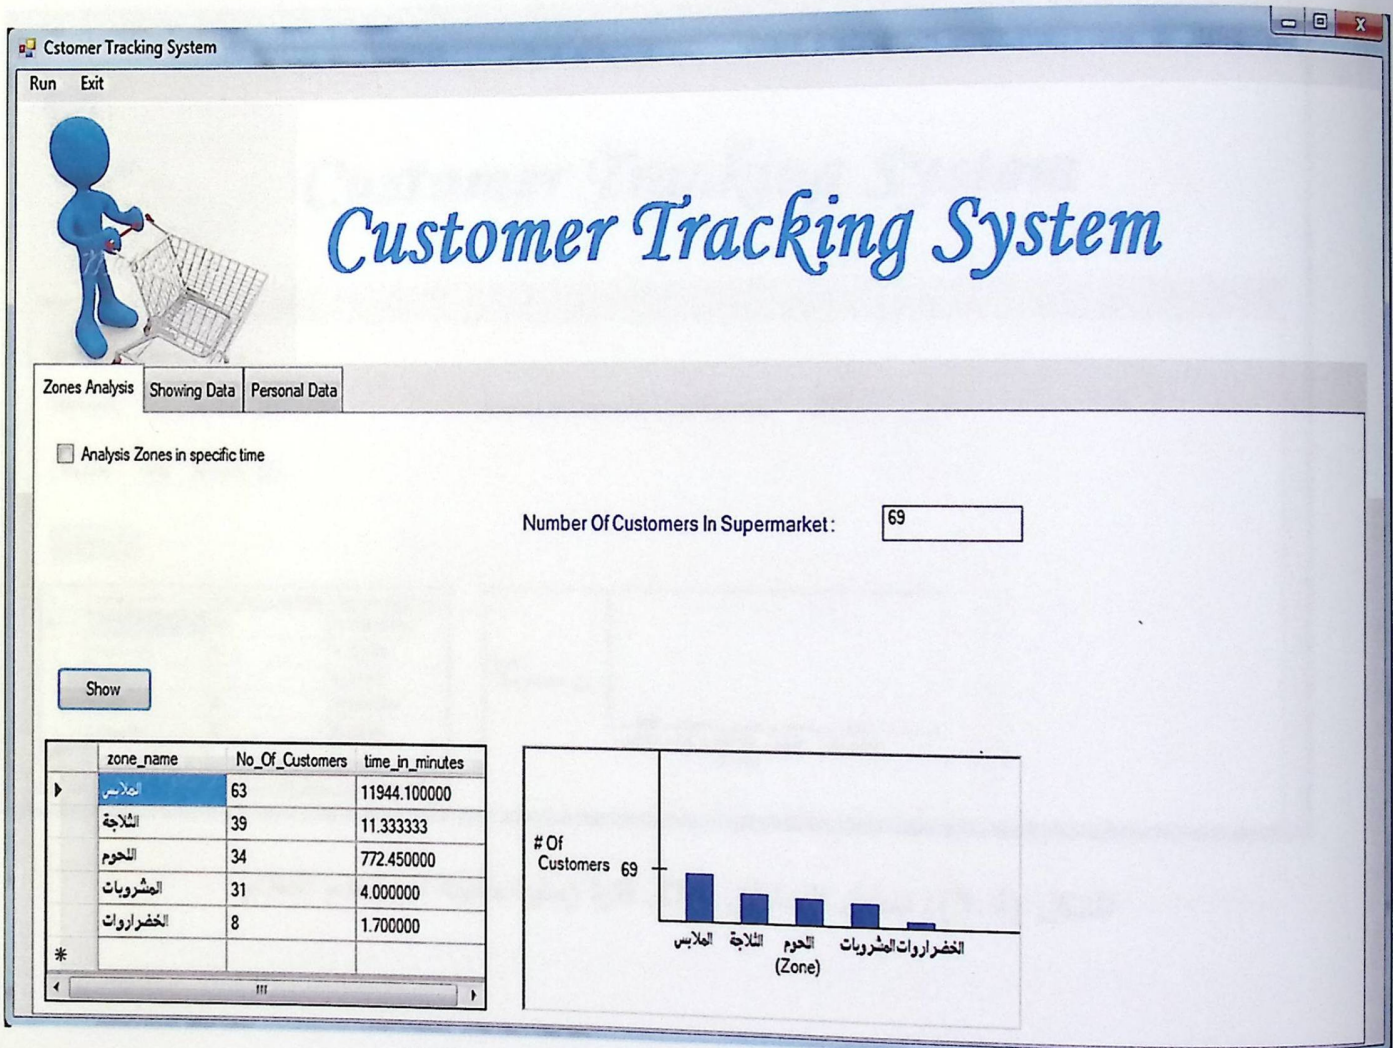 Cstomer Tracking System
Run Exit
Customer Tracking System
Zones Analysis Showing Data Personal Data
Analysis Zones in specific time
Number Of Customers In Supermarket : 69
Show
zone_name No_Of_Customers time_in_minutes
الملابس 63 11944.100000
الثلاجة 39 11.333333
اللحوم 34 772.450000
المشروبات 31 4.000000
الخضراروات 8 1.700000
*
# Of
Customers 69
الملابس الثلاجة اللحوم المشروبات الخضراروات
(Zone)